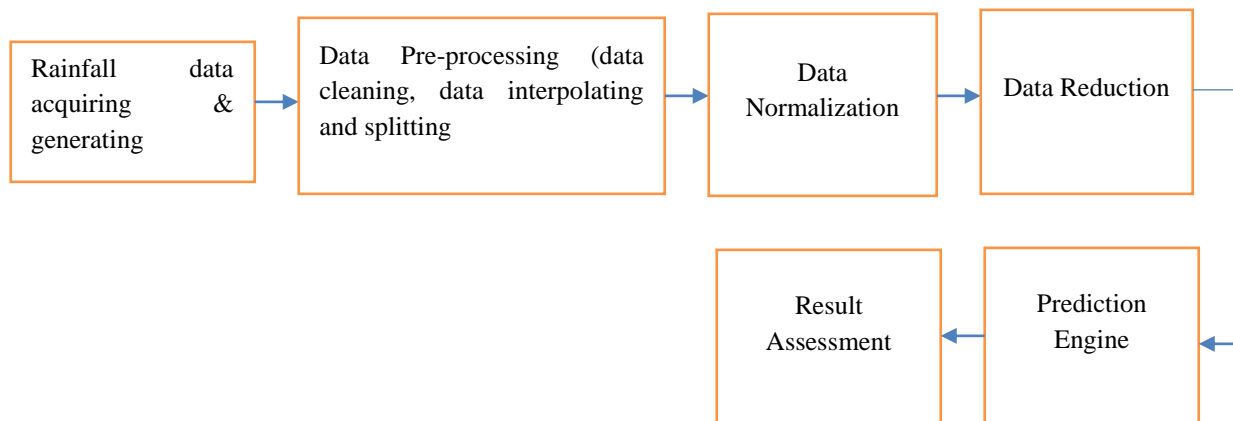 Rainfall data
acquiring &
generating
Data Pre-processing (data
cleaning, data interpolating
and splitting
Data
Normalization
Data Reduction
Prediction
Engine
Result
Assessment